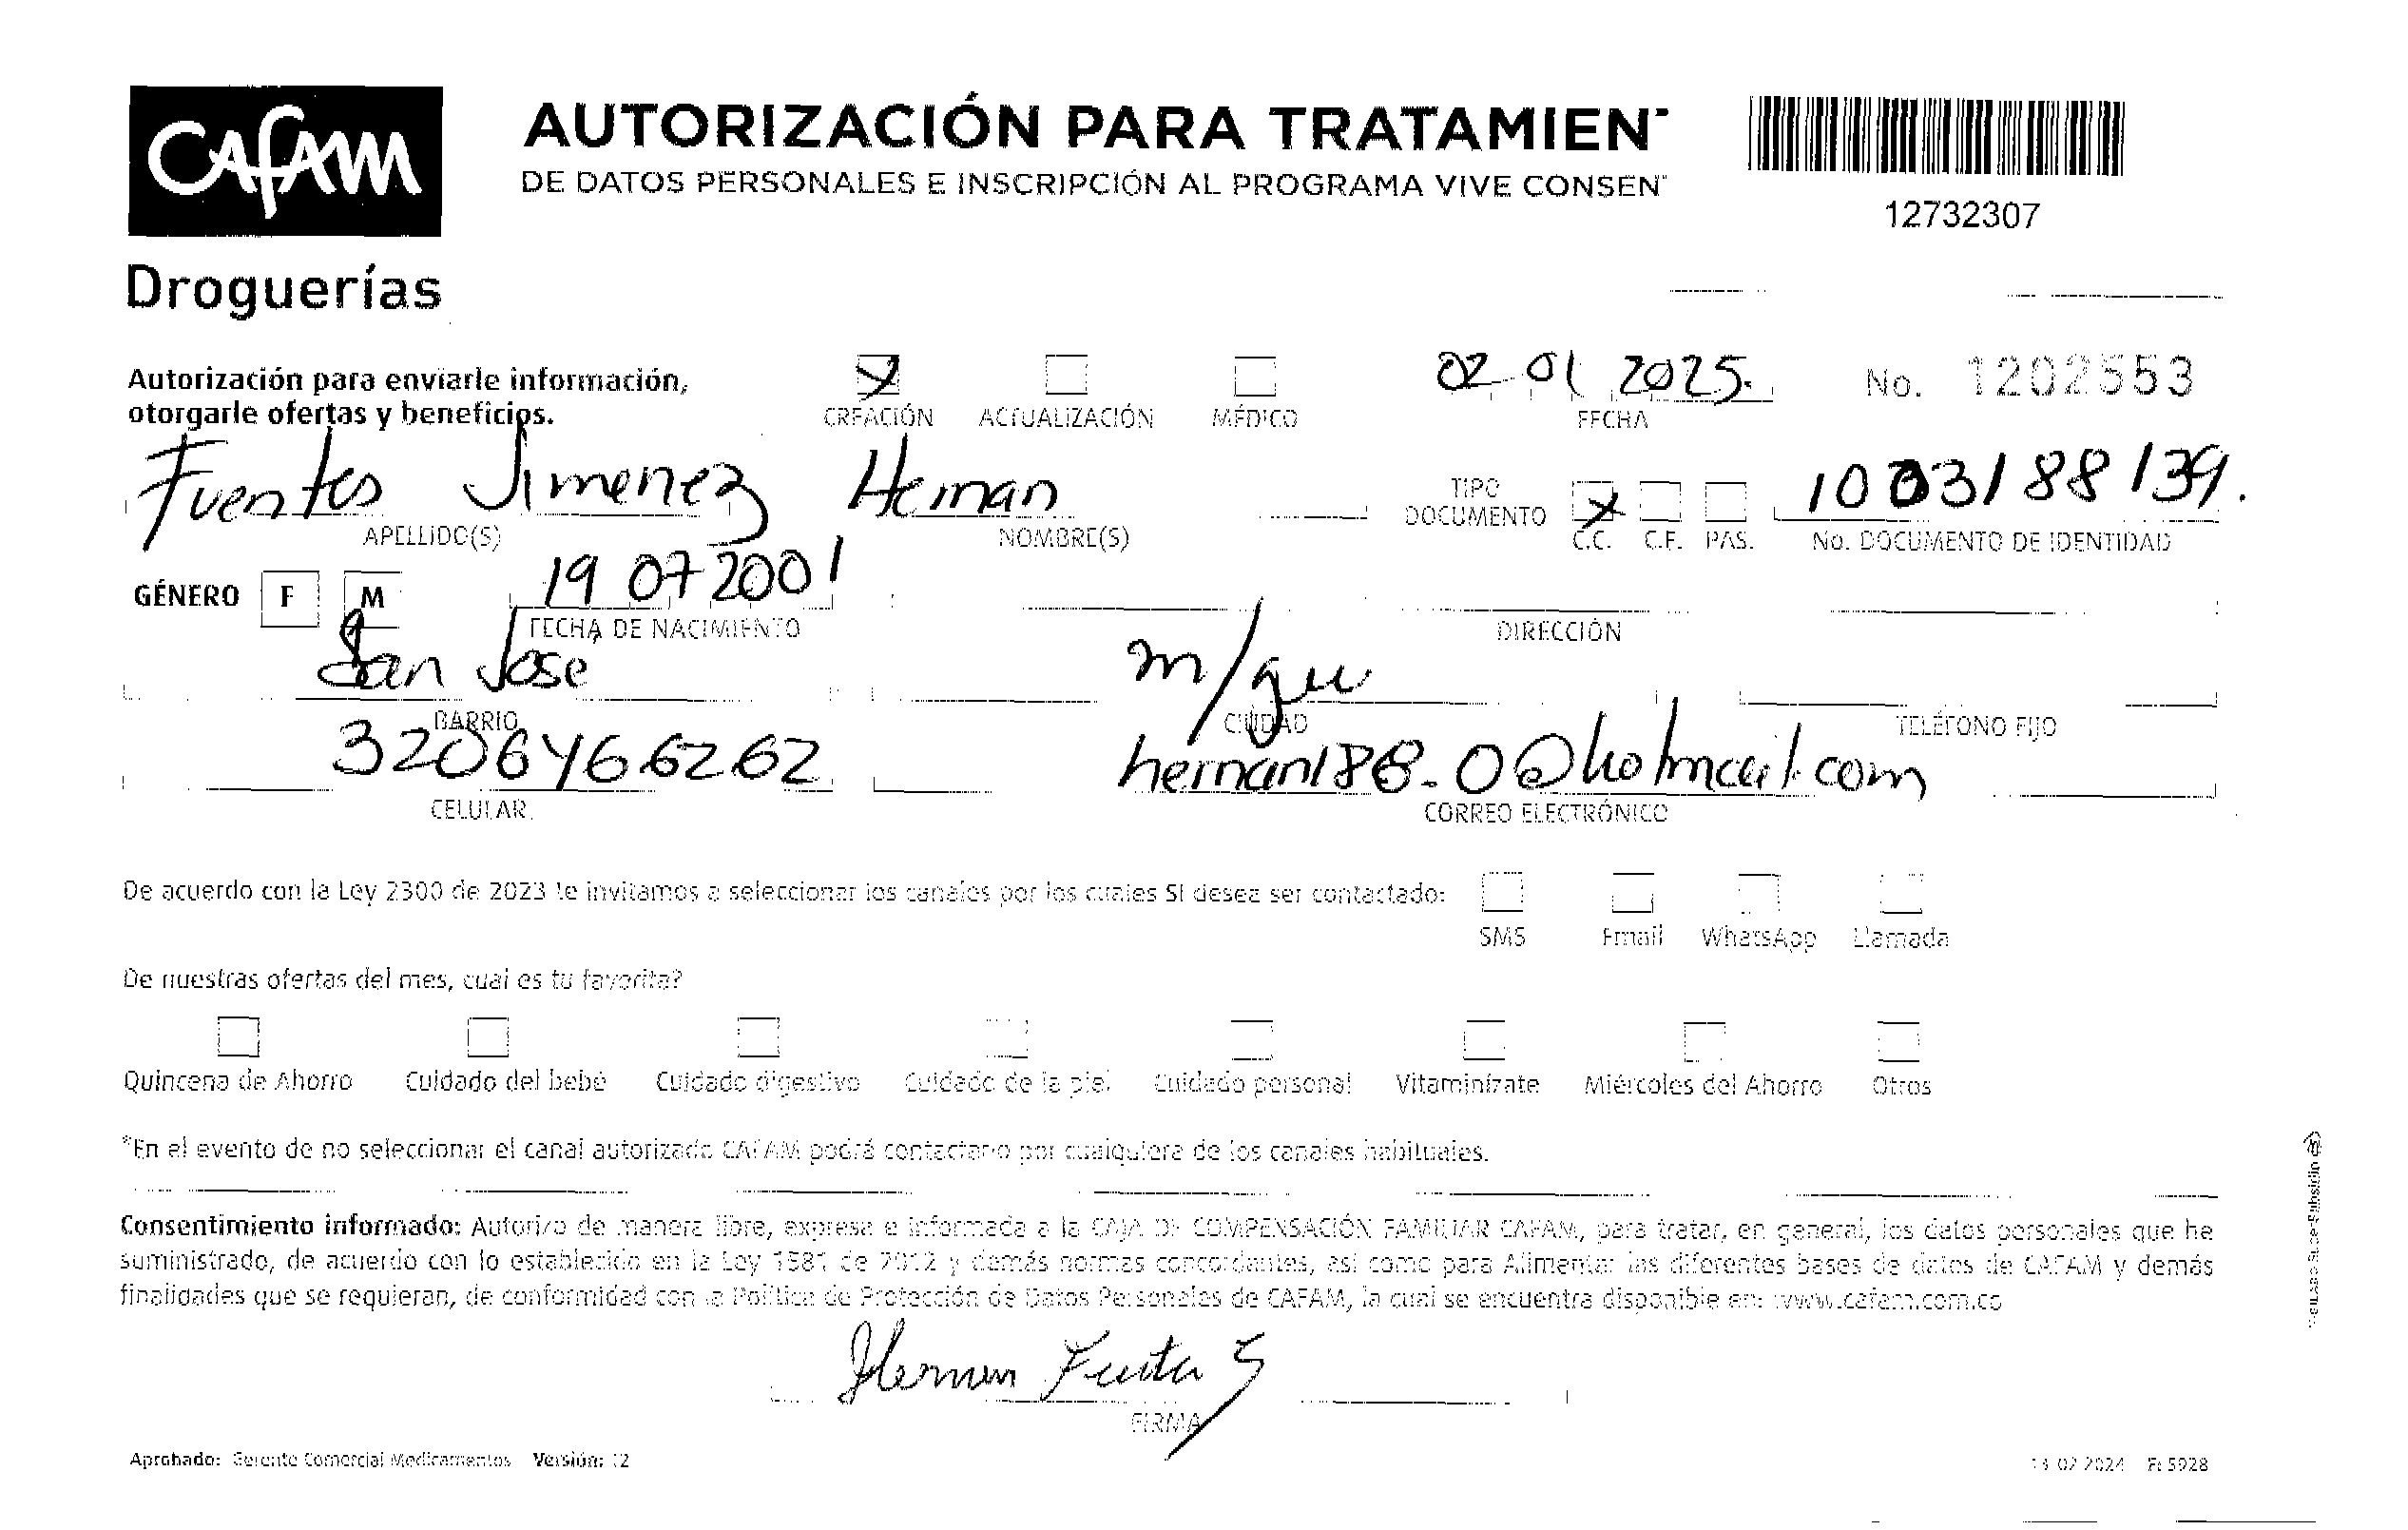 CAFAM
Droguerías
AUTORIZACIÓN PARA TRATAMIEN
DE DATOS PERSONALES E INSCRIPCIÓN AL PROGRAMA VIVE CONSEN
12732307
Autorización para enviarle información,
otorgarle ofertas y beneficios.
CREACIÓN ACTUALIZACIÓN MÉDICO
02 01 2025.
FECHA
No. 1202553
Fuentes Jimenez Hernan
APELLIDO(S) NOMBRE(S)
TIPO DOCUMENTO C.C. C.E. PAS.
1003188139.
No. DOCUMENTO DE IDENTIDAD
GÉNERO F M
19 07 2001
FECHA DE NACIMIENTO DIRECCIÓN
San Jose m/gue
BARRIO CIUDAD TELÉFONO FIJO
3206466262 hernan188-0@hotmail.com
CELULAR CORREO ELECTRÓNICO
De acuerdo con la Ley 2300 de 2023 le invitamos a seleccionar los canales por los cuales SI desea ser contactado:
SMS Email WhatsApp Llamada
De nuestras ofertas del mes, cual es tu favorita?
Quincena de Ahorro Cuidado del bebé Cuidado digestivo Cuidado de la piel Cuidado personal Vitaminízate Miércoles del Ahorro Otros
*En el evento de no seleccionar el canal autorizado CAFAM podrá contactarlo por cualquiera de los canales habituales.
Consentimiento informado: Autorizo de manera libre, expresa e informada a la CAJA DE COMPENSACIÓN FAMILIAR CAFAM, para tratar, en general, los datos personales que he
suministrado, de acuerdo con lo establecido en la Ley 1581 de 2012 y demás normas concordantes, así como para Alimentar las diferentes bases de datos de CAFAM y demás
finalidades que se requieran, de conformidad con la Política de Protección de Datos Personales de CAFAM, la cual se encuentra disponible en: www.cafam.com.co
Hernan Fuentes J
FIRMA
Aprobado: Gerente Comercial Medicamentos Versión: 12
13 02 2024 F: 5928